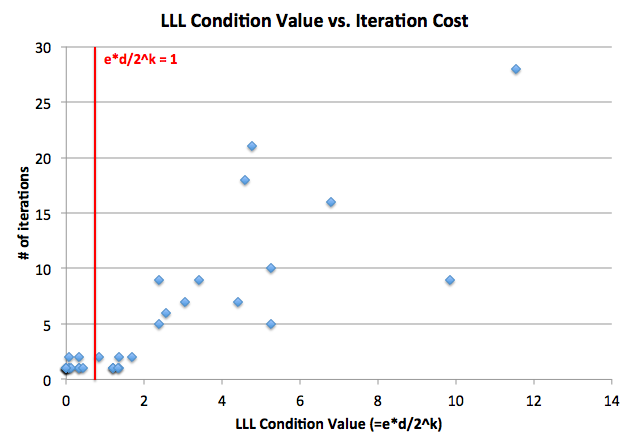 LLL Condition Value vs. Iteration Cost
e*d/2^k = 1
30
25
20
15
10
5
0
# of iterations
0 2 4 6 8 10 12 14
LLL Condition Value (=e*d/2^k)